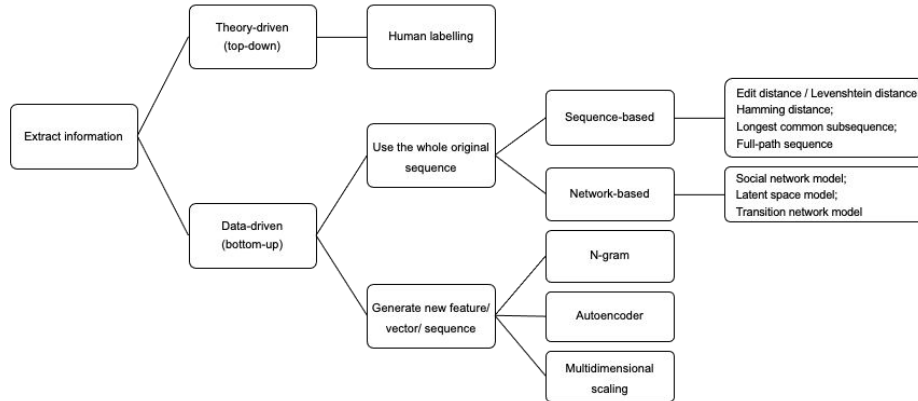 Theory-driven
(top-down)
Human labelling
Extract information
Data-driven
(bottom-up)
Use the whole original
sequence
Sequence-based
Edit distance / Levenshtein distance
Hamming distance;
Longest common subsequence;
Full-path sequence
Network-based
Social network model;
Latent space model;
Transition network model
Generate new feature/
vector/ sequence
N-gram
Autoencoder
Multidimensional
scaling